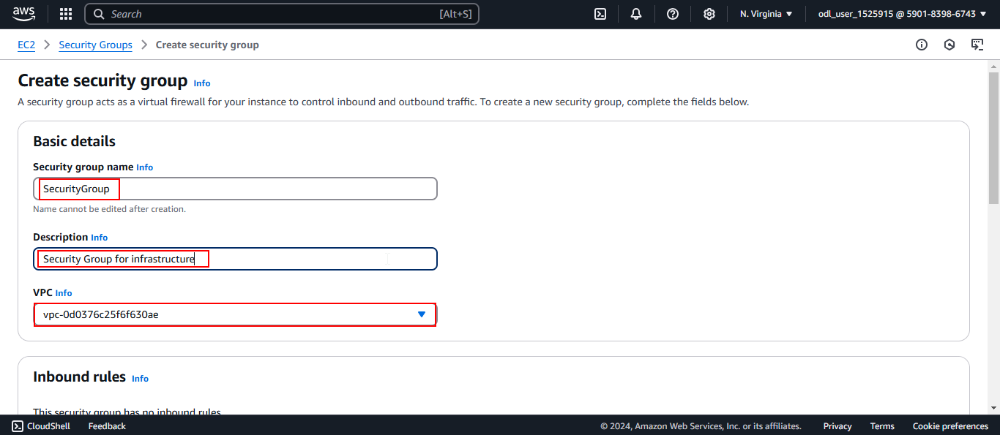 aws Search [Alt+S] N. Virginia odl_user_1525915 @ 5901-8398-6743
EC2 Security Groups Create security group
Create security group Info
A security group acts as a virtual firewall for your instance to control inbound and outbound traffic. To create a new security group, complete the fields below.
Basic details
Security group name Info
SecurityGroup
Name cannot be edited after creation.
Description Info
Security Group for infrastructure
VPC Info
vpc-0d0376c25f6f630ae
Inbound rules Info
This security group has no inbound rules
CloudShell Feedback © 2024, Amazon Web Services, Inc. or its affiliates. Privacy Terms Cookie preferences